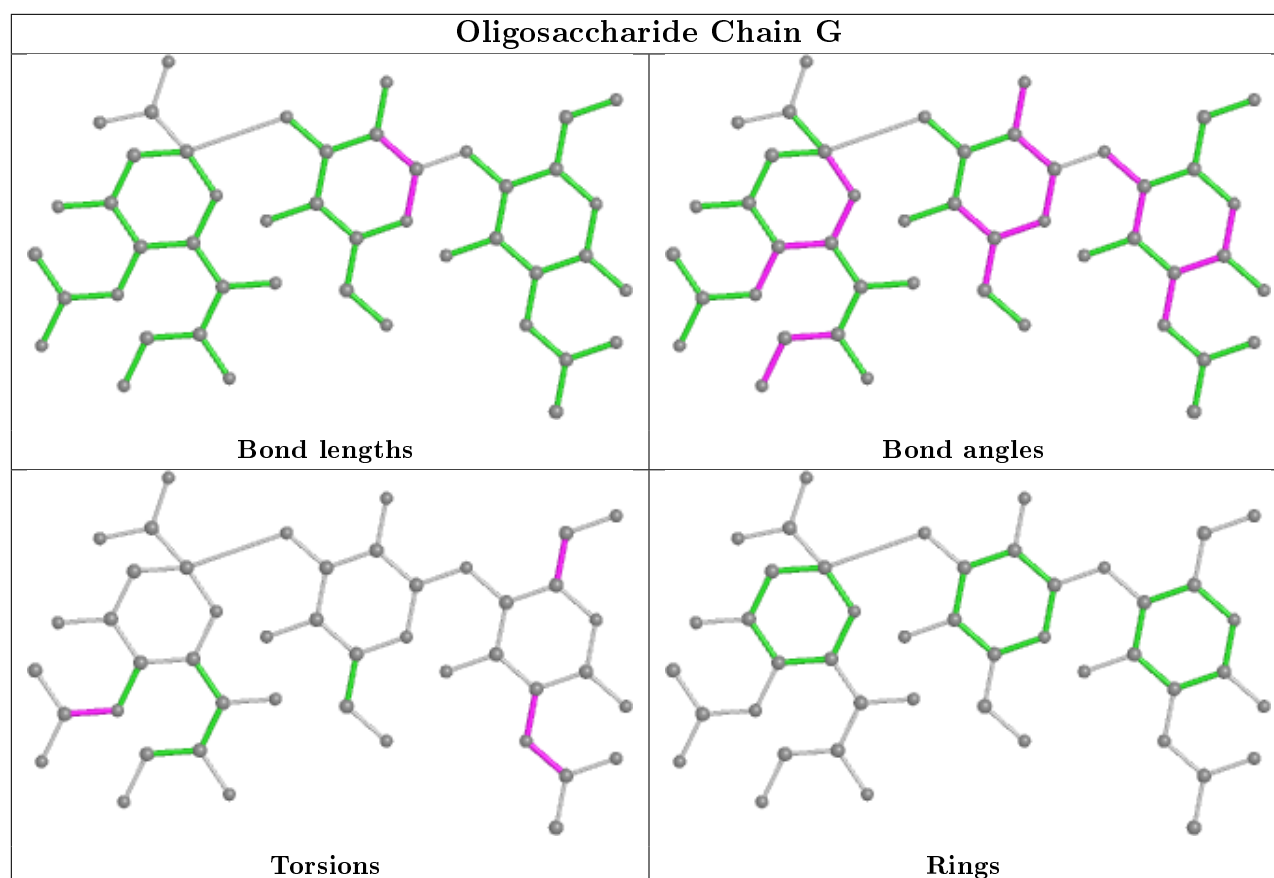 Oligosaccharide Chain G
Bond lengths
Bond angles
Torsions
Rings